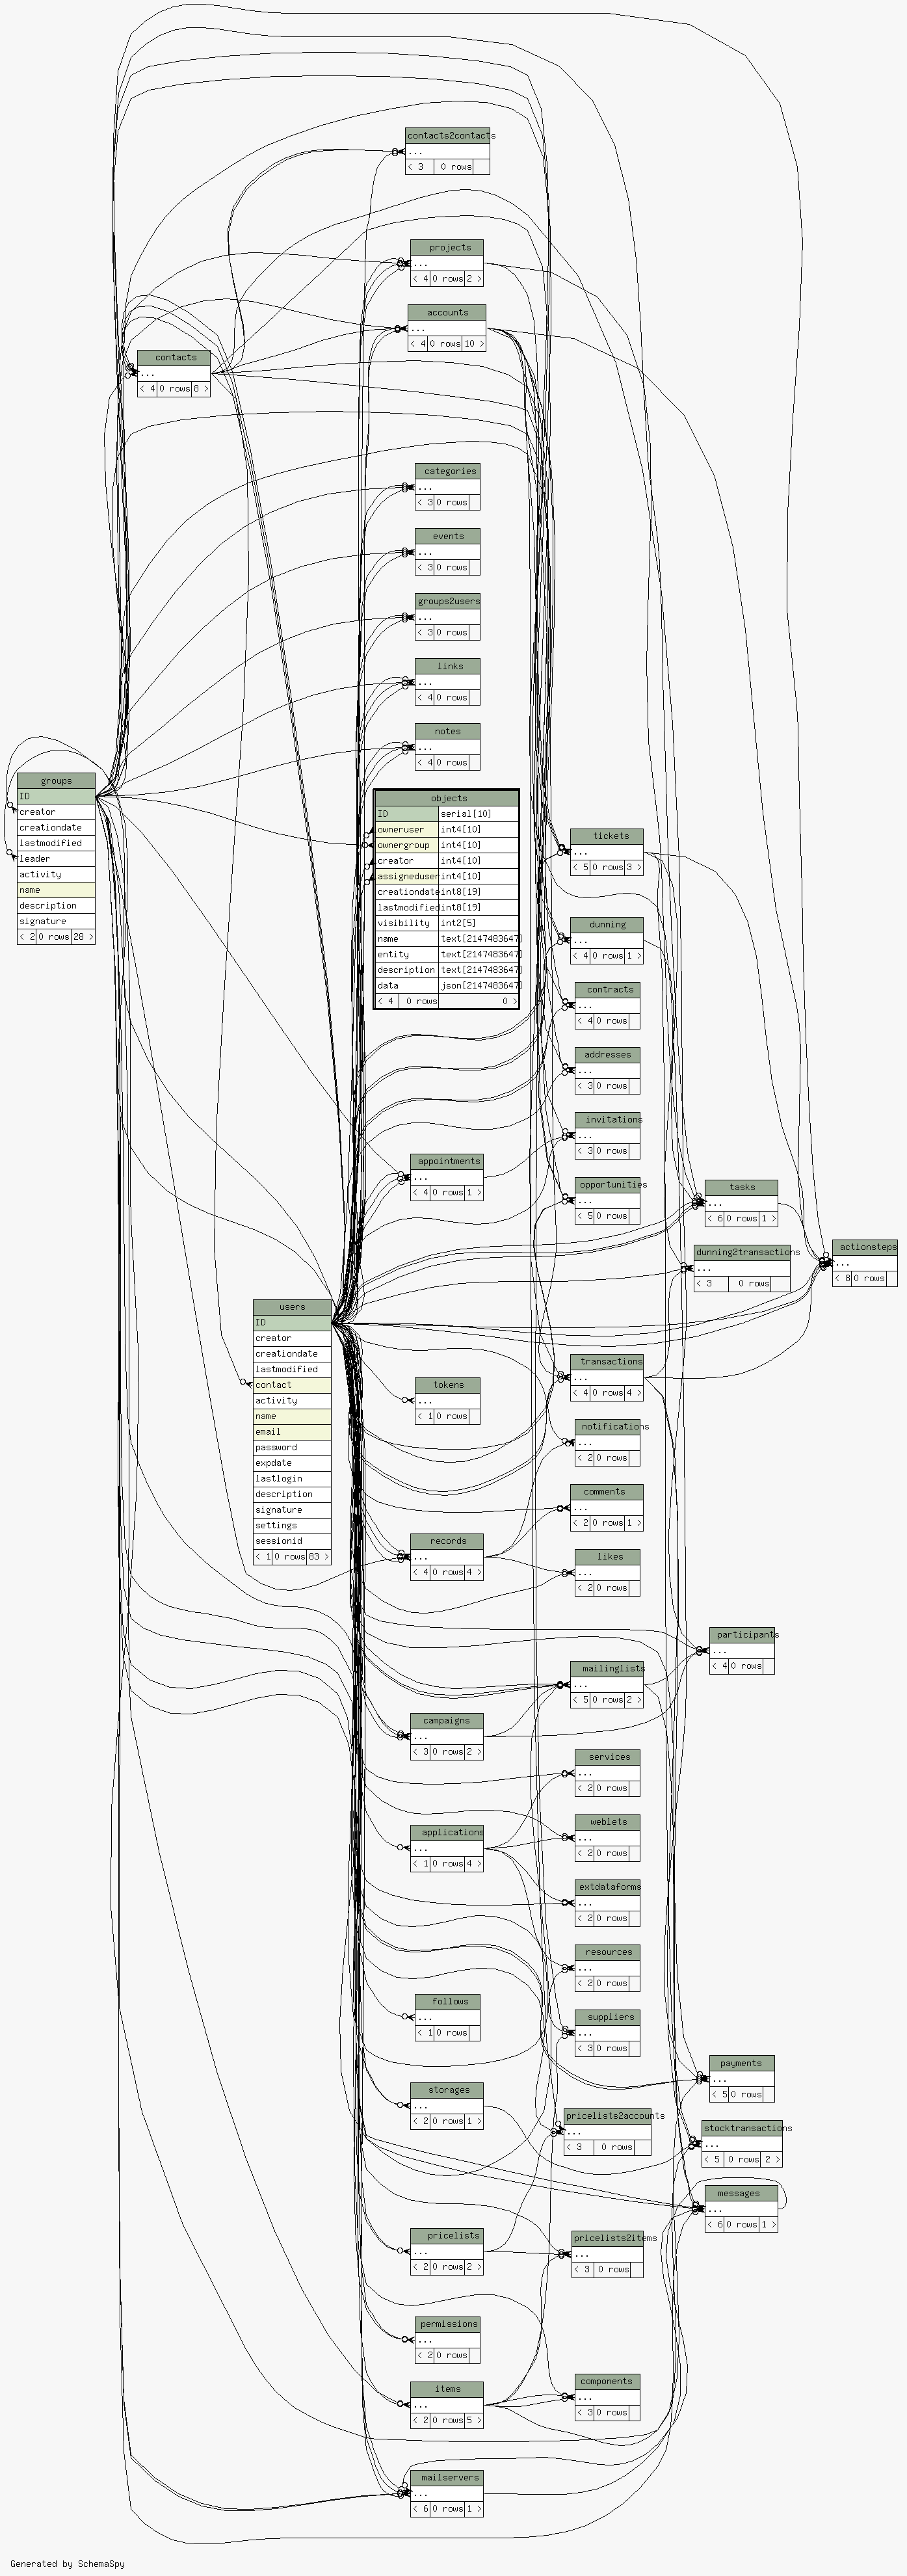 contacts2contacts
...
< 3 0 rows
projects
...
< 4 0 rows 2 >
accounts
...
< 4 0 rows 10 >
contacts
...
< 4 0 rows 8 >
categories
...
< 3 0 rows
events
...
< 3 0 rows
groups2users
...
< 3 0 rows
links
...
< 4 0 rows
notes
...
< 4 0 rows
groups
ID
creator
creationdate
lastmodified
leader
activity
name
description
signature
< 2 0 rows 28 >
objects
ID serial[10]
owneruser int4[10]
ownergroup int4[10]
creator int4[10]
assigneduser int4[10]
creationdate int8[19]
lastmodified int8[19]
visibility int2[5]
name text[2147483647]
entity text[2147483647]
description text[2147483647]
data json[2147483647]
< 4 0 rows 0 >
tickets
...
< 5 0 rows 3 >
dunning
...
< 4 0 rows 1 >
contracts
...
< 4 0 rows
addresses
...
< 3 0 rows
invitations
...
< 3 0 rows
appointments
...
< 4 0 rows 1 >
opportunities
...
< 5 0 rows
tasks
...
< 6 0 rows 1 >
dunning2transactions
...
< 3 0 rows
actionsteps
...
< 8 0 rows
users
ID
creator
creationdate
lastmodified
contact
activity
name
email
password
expdate
lastlogin
description
signature
settings
sessionid
< 1 0 rows 83 >
transactions
...
< 4 0 rows 4 >
tokens
...
< 1 0 rows
notifications
...
< 2 0 rows
comments
...
< 2 0 rows 1 >
records
...
< 4 0 rows 4 >
likes
...
< 2 0 rows
participants
...
< 4 0 rows
mailinglists
...
< 5 0 rows 2 >
campaigns
...
< 3 0 rows 2 >
services
...
< 2 0 rows
weblets
...
< 2 0 rows
applications
...
< 1 0 rows 4 >
extdataforms
...
< 2 0 rows
resources
...
< 2 0 rows
follows
...
< 1 0 rows
suppliers
...
< 3 0 rows
payments
...
< 5 0 rows
storages
...
< 2 0 rows 1 >
pricelists2accounts
...
< 3 0 rows
stocktransactions
...
< 5 0 rows 2 >
messages
...
< 6 0 rows 1 >
pricelists
...
< 2 0 rows 2 >
pricelists2items
...
< 3 0 rows
permissions
...
< 2 0 rows
items
...
< 2 0 rows 5 >
components
...
< 3 0 rows
mailservers
...
< 6 0 rows 1 >
Generated by SchemaSpy